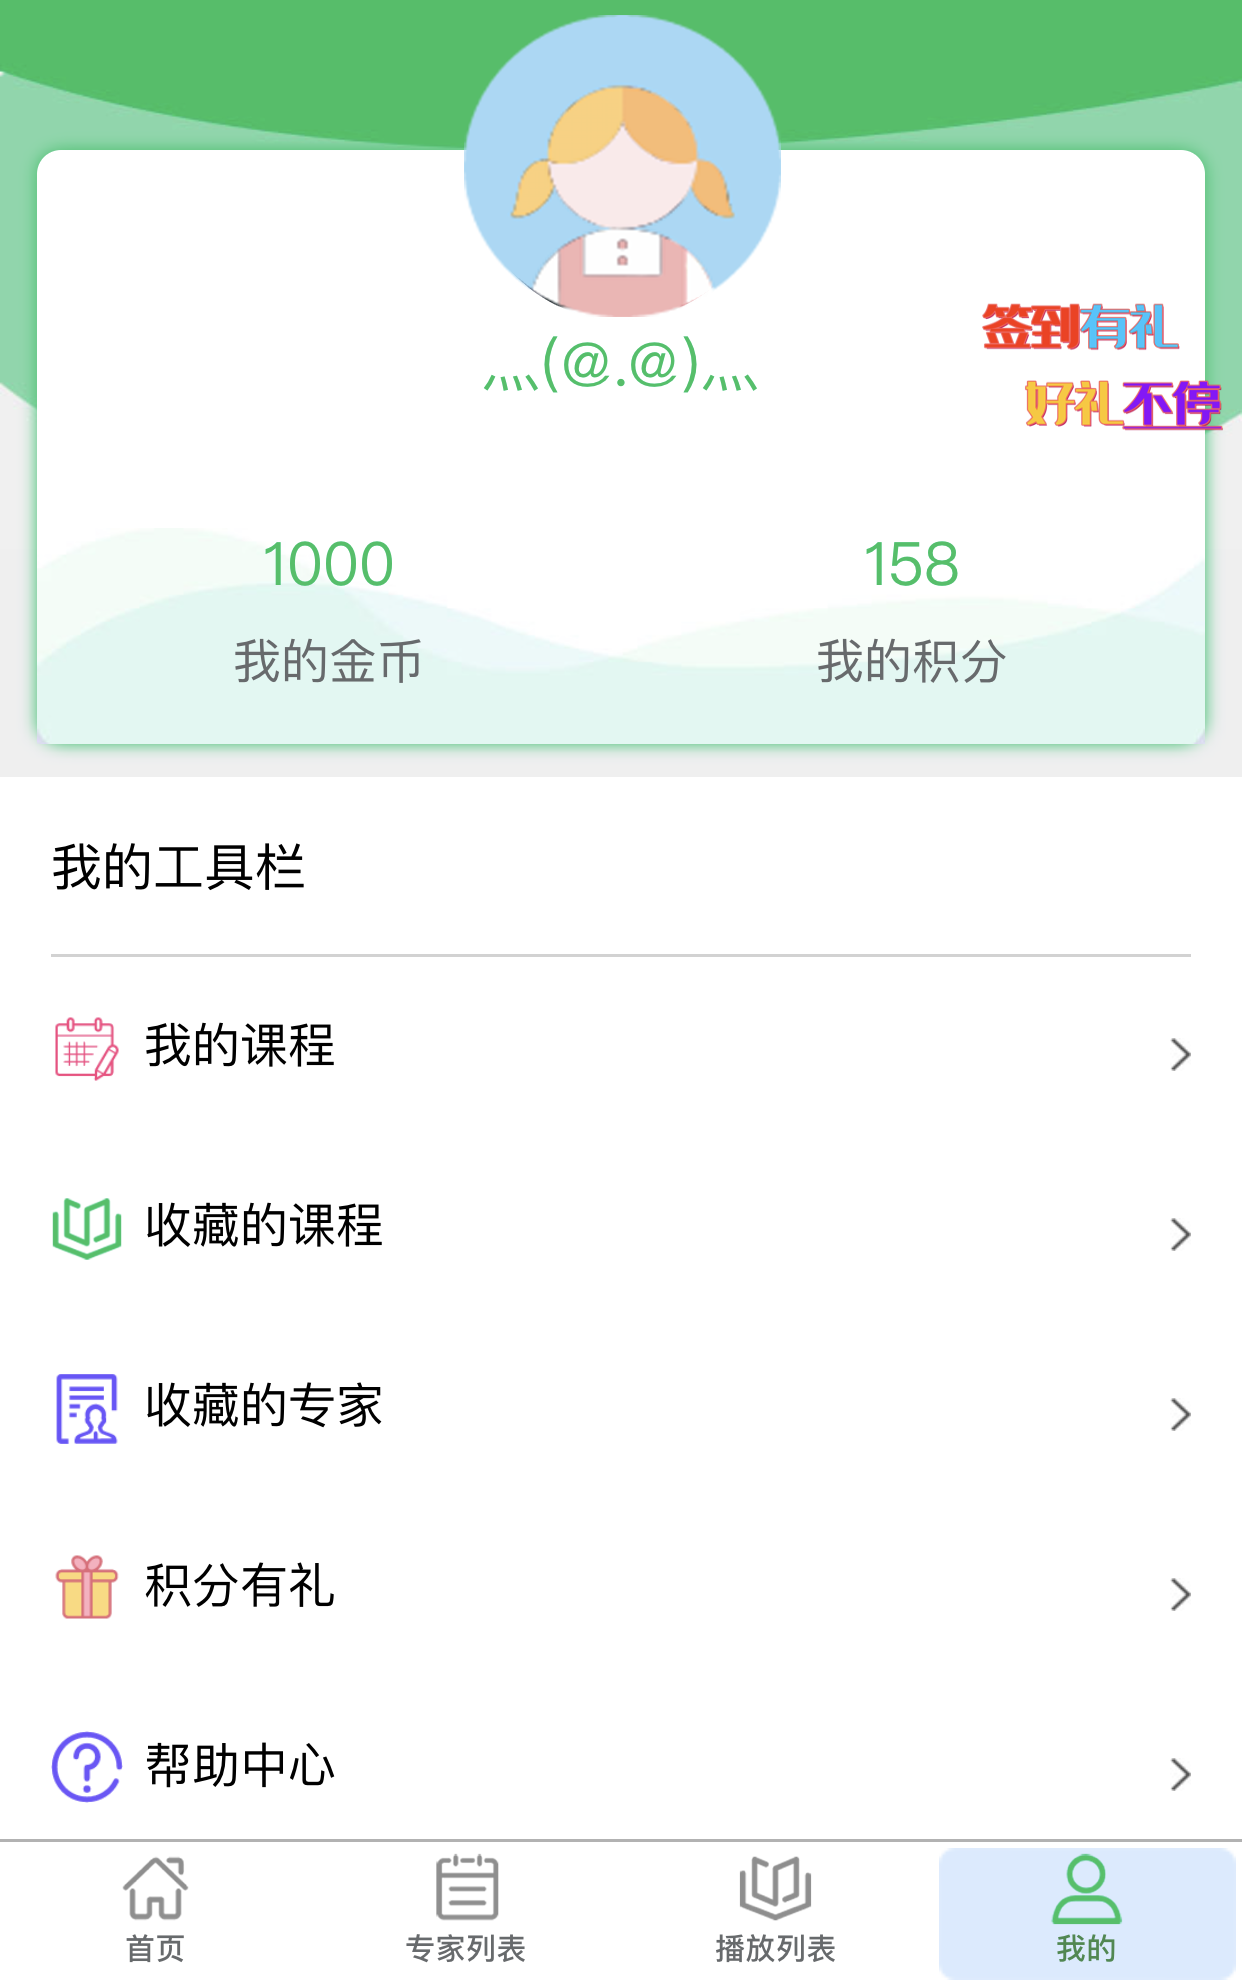 灬(@.@)灬
签到有礼
好礼不停
1000
158
我的金币
我的积分
我的工具栏
我的课程
收藏的课程
收藏的专家
积分有礼
帮助中心
首页
专家列表
播放列表
我的